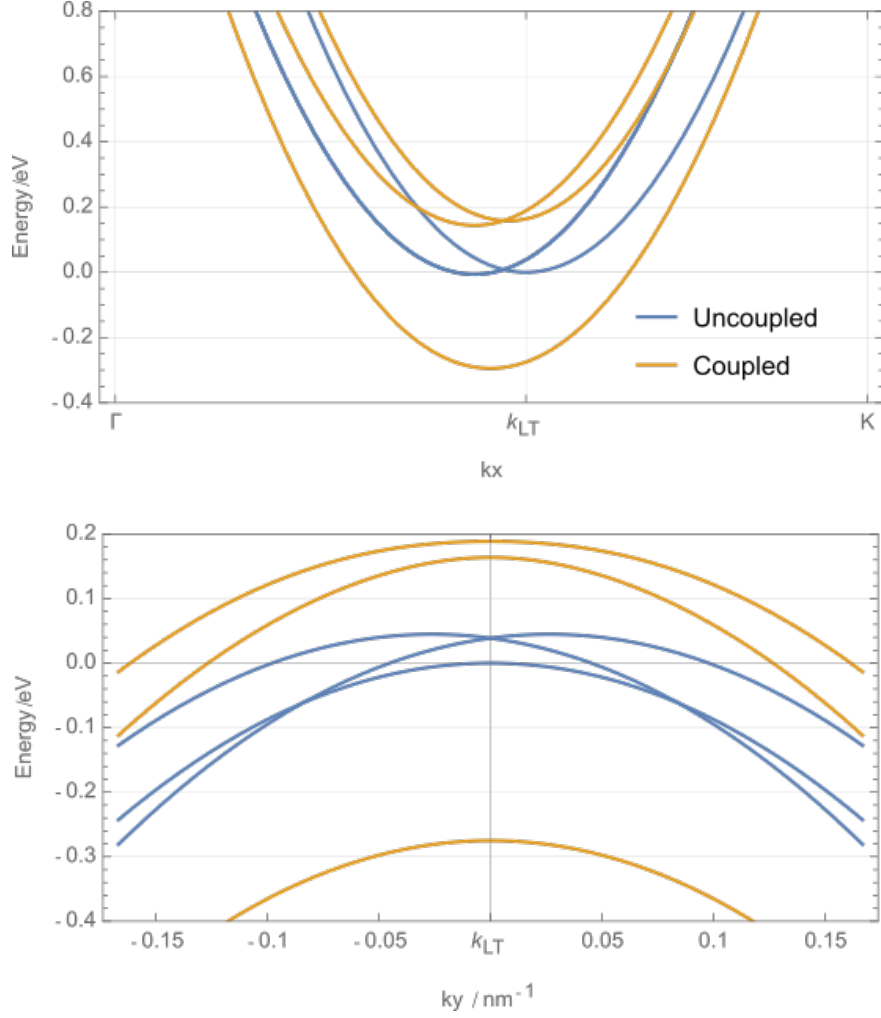 0.8
0.6
Energy/eV
0.4
0.2
0.0
Uncoupled
-0.2
Coupled
-0.4
Γ
k_LT
K
kx
0.2
0.1
0.0
Energy/eV
-0.1
-0.2
-0.3
-0.4
-0.15
-0.1
-0.05
k_LT
0.05
0.1
0.15
ky / nm⁻¹